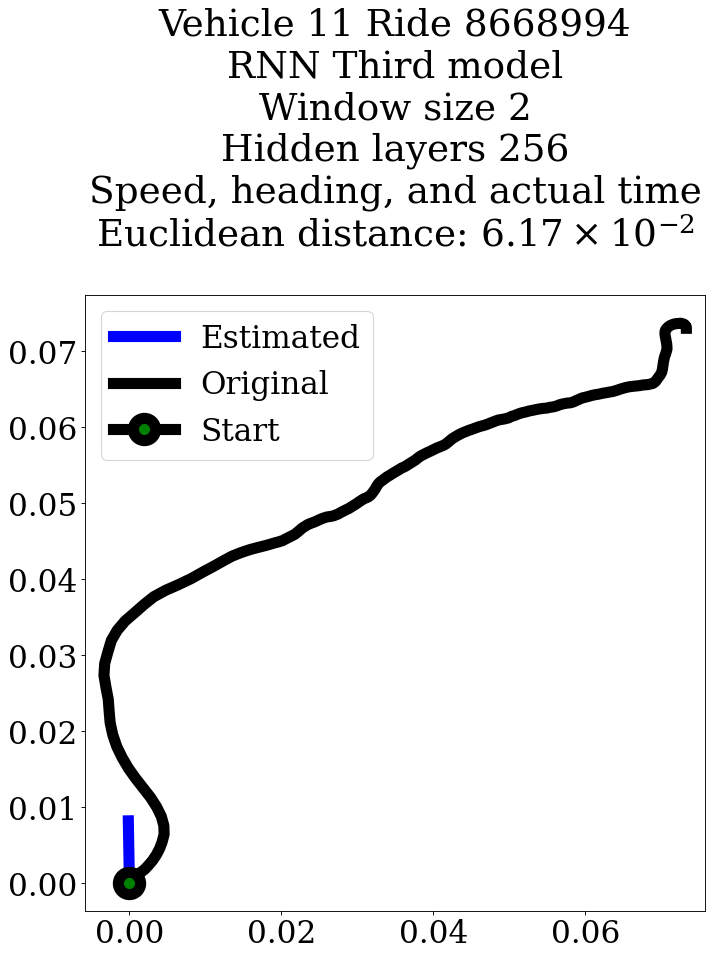 Vehicle 11 Ride 8668994
RNN Third model
Window size 2
Hidden layers 256
Speed, heading, and actual time
Euclidean distance: 6.17 × 10⁻²
Estimated
Original
Start
0.07
0.06
0.05
0.04
0.03
0.02
0.01
0.00
0.00 0.02 0.04 0.06